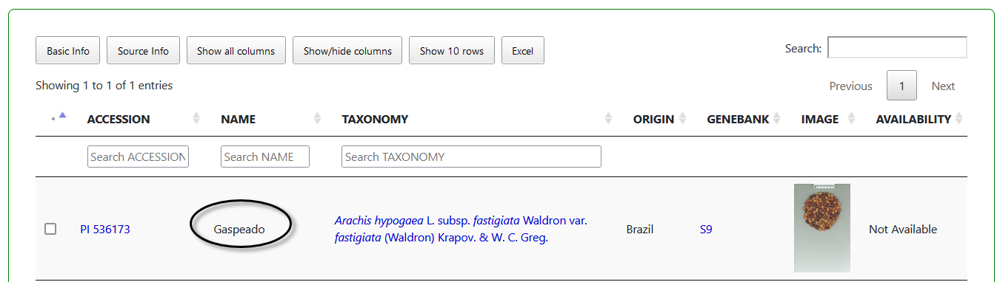 Basic Info Source Info Show all columns Show/hide columns Show 10 rows Excel Search:
Showing 1 to 1 of 1 entries Previous 1 Next
ACCESSION NAME TAXONOMY ORIGIN GENEBANK IMAGE AVAILABILITY
Search ACCESSION Search NAME Search TAXONOMY
PI 536173 Gaspeado Arachis hypogaea L. subsp. fastigiata Waldron var. Brazil S9 Not Available
fastigiata (Waldron) Krapov. & W. C. Greg.